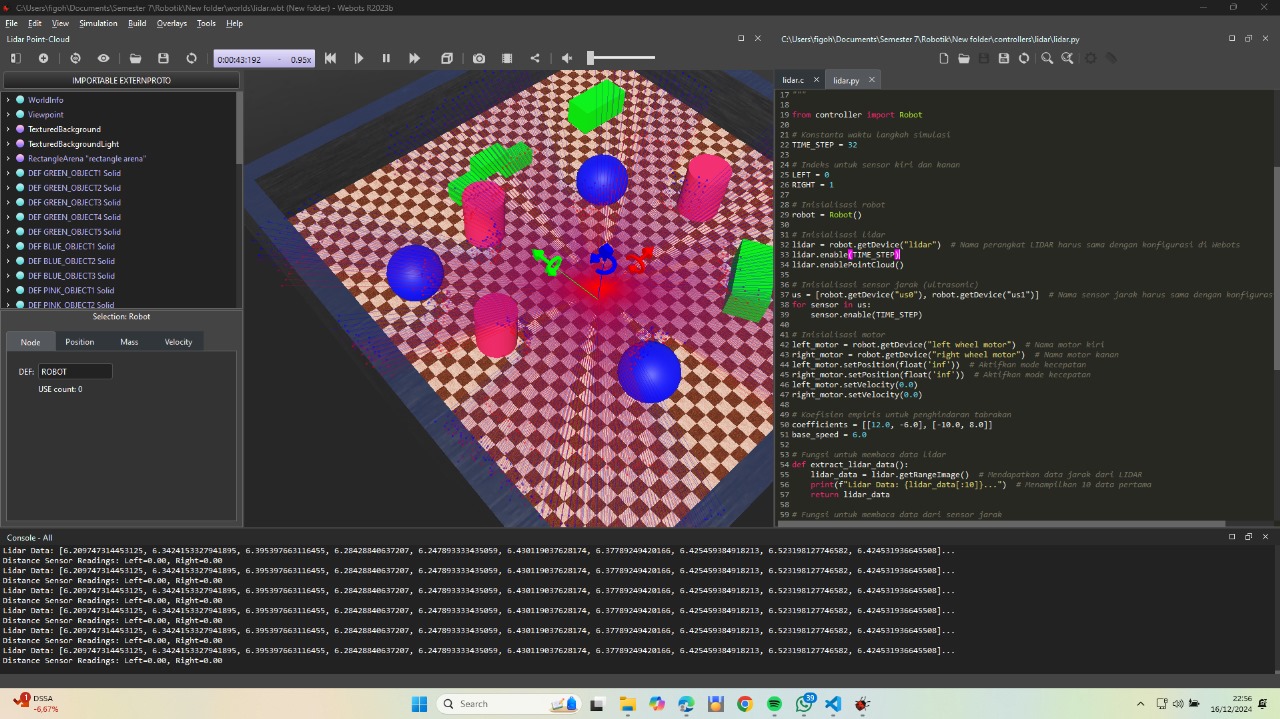 C:\Users\figoh\Documents\Semester 7\Robotik\New folder\worlds\lidar.wbt (New folder) - Webots R2023b
File Edit View Simulation Build Overlays Tools Help
Lidar Point-Cloud
0:00:43:192 - 0.95x
IMPORTABLE EXTERNPROTO
WorldInfo
Viewpoint
TexturedBackground
TexturedBackgroundLight
RectangleArena "rectangle arena"
DEF GREEN_OBJECT1 Solid
DEF GREEN_OBJECT2 Solid
DEF GREEN_OBJECT3 Solid
DEF GREEN_OBJECT4 Solid
DEF GREEN_OBJECT5 Solid
DEF BLUE_OBJECT1 Solid
DEF BLUE_OBJECT2 Solid
DEF BLUE_OBJECT3 Solid
DEF PINK_OBJECT1 Solid
DEF PINK_OBJECT2 Solid
Selection: Robot
Node Position Mass Velocity
DEF: ROBOT
USE count: 0
C:\Users\figoh\Documents\Semester 7\Robotik\New folder\controllers\lidar\lidar.py
lidar.c lidar.py
17 """
18
19 from controller import Robot
20
21 # Konstanta waktu langkah simulasi
22 TIME_STEP = 32
23
24 # Indeks untuk sensor kiri dan kanan
25 LEFT = 0
26 RIGHT = 1
27
28 # Inisialisasi robot
29 robot = Robot()
30
31 # Inisialisasi lidar
32 lidar = robot.getDevice("lidar")  # Nama perangkat LIDAR harus sama dengan konfigurasi di Webots
33 lidar.enable(TIME_STEP)
34 lidar.enablePointCloud()
35
36 # Inisialisasi sensor jarak (ultrasonic)
37 us = [robot.getDevice("us0"), robot.getDevice("us1")]  # Nama sensor jarak harus sama dengan konfiguras
38 for sensor in us:
39     sensor.enable(TIME_STEP)
40
41 # Inisialisasi motor
42 left_motor = robot.getDevice("left wheel motor")  # Nama motor kiri
43 right_motor = robot.getDevice("right wheel motor")  # Nama motor kanan
44 left_motor.setPosition(float('inf'))  # Aktifkan mode kecepatan
45 right_motor.setPosition(float('inf'))  # Aktifkan mode kecepatan
46 left_motor.setVelocity(0.0)
47 right_motor.setVelocity(0.0)
48
49 # Koefisien empiris untuk penghindaran tabrakan
50 coefficients = [[12.0, -6.0], [-10.0, 8.0]]
51 base_speed = 6.0
52
53 # Fungsi untuk membaca data lidar
54 def extract_lidar_data():
55     lidar_data = lidar.getRangeImage()  # Mendapatkan data jarak dari LIDAR
56     print(f"Lidar Data: {lidar_data[:10]}...")  # Menampilkan 10 data pertama
57     return lidar_data
58
59 # Fungsi untuk membaca data dari sensor jarak
Console - All
Lidar Data: [6.209747314453125, 6.3424153327941895, 6.395397663116455, 6.28428840637207, 6.247893333435059, 6.430119037628174, 6.37789249420166, 6.425459384918213, 6.523198127746582, 6.424531936645508]...
Distance Sensor Readings: Left=0.00, Right=0.00
Lidar Data: [6.209747314453125, 6.3424153327941895, 6.395397663116455, 6.28428840637207, 6.247893333435059, 6.430119037628174, 6.37789249420166, 6.425459384918213, 6.523198127746582, 6.424531936645508]...
Distance Sensor Readings: Left=0.00, Right=0.00
Lidar Data: [6.209747314453125, 6.3424153327941895, 6.395397663116455, 6.28428840637207, 6.247893333435059, 6.430119037628174, 6.37789249420166, 6.425459384918213, 6.523198127746582, 6.424531936645508]...
Distance Sensor Readings: Left=0.00, Right=0.00
Lidar Data: [6.209747314453125, 6.3424153327941895, 6.395397663116455, 6.28428840637207, 6.247893333435059, 6.430119037628174, 6.37789249420166, 6.425459384918213, 6.523198127746582, 6.424531936645508]...
Distance Sensor Readings: Left=0.00, Right=0.00
Lidar Data: [6.209747314453125, 6.3424153327941895, 6.395397663116455, 6.28428840637207, 6.247893333435059, 6.430119037628174, 6.37789249420166, 6.425459384918213, 6.523198127746582, 6.424531936645508]...
Distance Sensor Readings: Left=0.00, Right=0.00
Lidar Data: [6.209747314453125, 6.3424153327941895, 6.395397663116455, 6.28428840637207, 6.247893333435059, 6.430119037628174, 6.37789249420166, 6.425459384918213, 6.523198127746582, 6.424531936645508]...
Distance Sensor Readings: Left=0.00, Right=0.00
1 DSSA
-6,67%
Search
39
22:56
16/12/2024